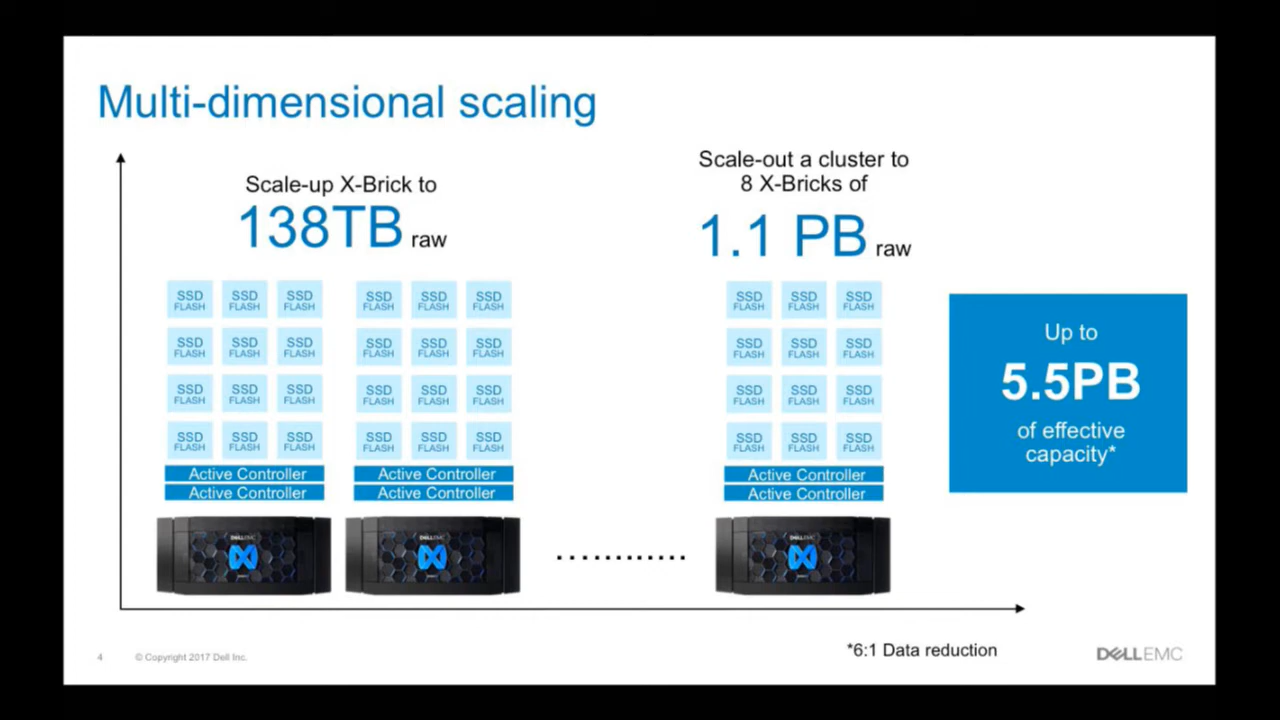 Multi-dimensional scaling
Scale-up X-Brick to
138TB raw
Scale-out a cluster to
8 X-Bricks of
1.1 PB raw
SSD FLASH SSD FLASH SSD FLASH
SSD FLASH SSD FLASH SSD FLASH
SSD FLASH SSD FLASH SSD FLASH
SSD FLASH SSD FLASH SSD FLASH
Active Controller
Active Controller
DELLEMC
SSD FLASH SSD FLASH SSD FLASH
SSD FLASH SSD FLASH SSD FLASH
SSD FLASH SSD FLASH SSD FLASH
SSD FLASH SSD FLASH SSD FLASH
Active Controller
Active Controller
DELLEMC
............
SSD FLASH SSD FLASH SSD FLASH
SSD FLASH SSD FLASH SSD FLASH
SSD FLASH SSD FLASH SSD FLASH
SSD FLASH SSD FLASH SSD FLASH
Active Controller
Active Controller
DELLEMC
Up to
5.5PB
of effective
capacity*
*6:1 Data reduction
4 © Copyright 2017 Dell Inc.
DELLEMC